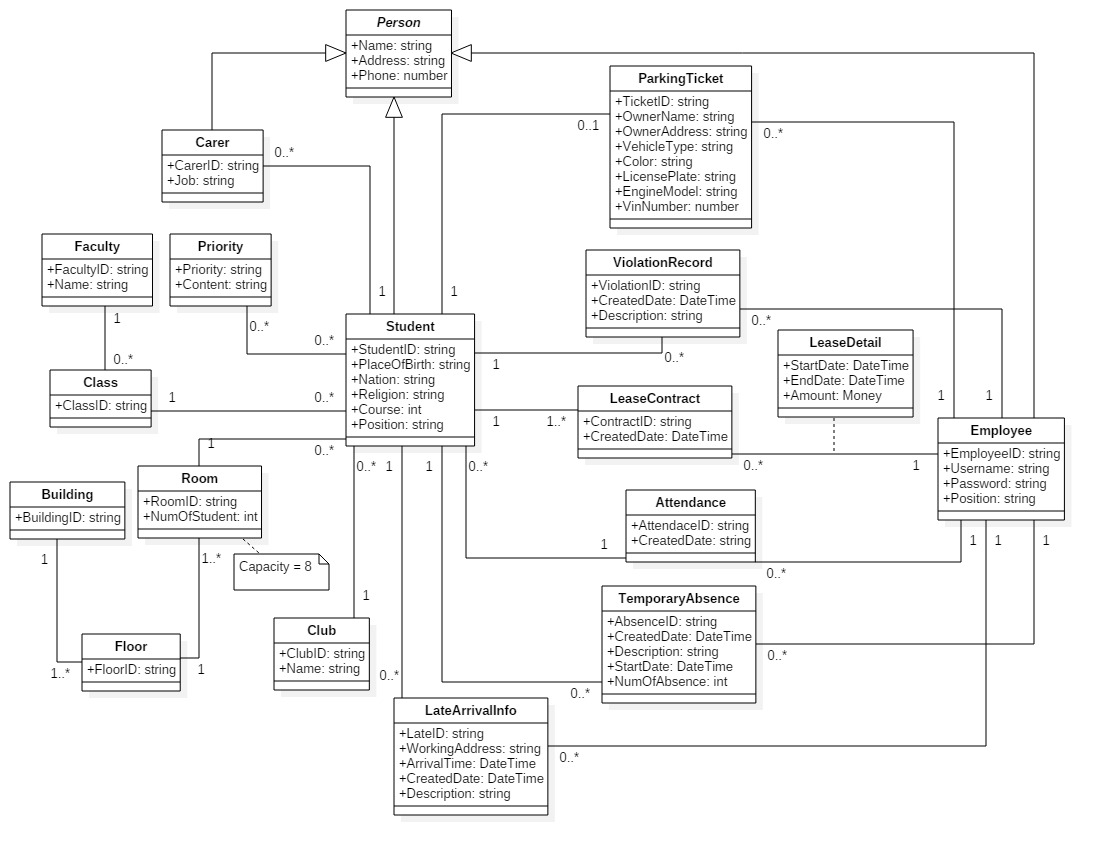 Person
+Name: string
+Address: string
+Phone: number
ParkingTicket
+TicketID: string
+OwnerName: string
+OwnerAddress: string
+VehicleType: string
+Color: string
+LicensePlate: string
+EngineModel: string
+VinNumber: number
0..1
0..*
Carer
+CarerID: string
+Job: string
0..*
Faculty
+FacultyID: string
+Name: string
Priority
+Priority: string
+Content: string
ViolationRecord
+ViolationID: string
+CreatedDate: DateTime
+Description: string
1
1
1
0..*
0..*
0..*
0..*
Student
+StudentID: string
+PlaceOfBirth: string
+Nation: string
+Religion: string
+Course: int
+Position: string
LeaseDetail
+StartDate: DateTime
+EndDate: DateTime
+Amount: Money
0..*
0..*
1
Class
+ClassID: string
1
0..*
LeaseContract
+ContractID: string
+CreatedDate: DateTime
1
1..*
1
1
Employee
+EmployeeID: string
+Username: string
+Password: string
+Position: string
1
0..*
0..*
1
Room
+RoomID: string
+NumOfStudent: int
0..*
1
1
0..*
Building
+BuildingID: string
Attendance
+AttendaceID: string
+CreatedDate: string
1
1
1
1
1
1..*
Capacity = 8
0..*
TemporaryAbsence
+AbsenceID: string
+CreatedDate: DateTime
+Description: string
+StartDate: DateTime
+NumOfAbsence: int
1
Club
+ClubID: string
+Name: string
Floor
+FloorID: string
0..*
1..*
1
0..*
0..*
LateArrivalInfo
+LateID: string
+WorkingAddress: string
+ArrivalTime: DateTime
+CreatedDate: DateTime
+Description: string
0..*